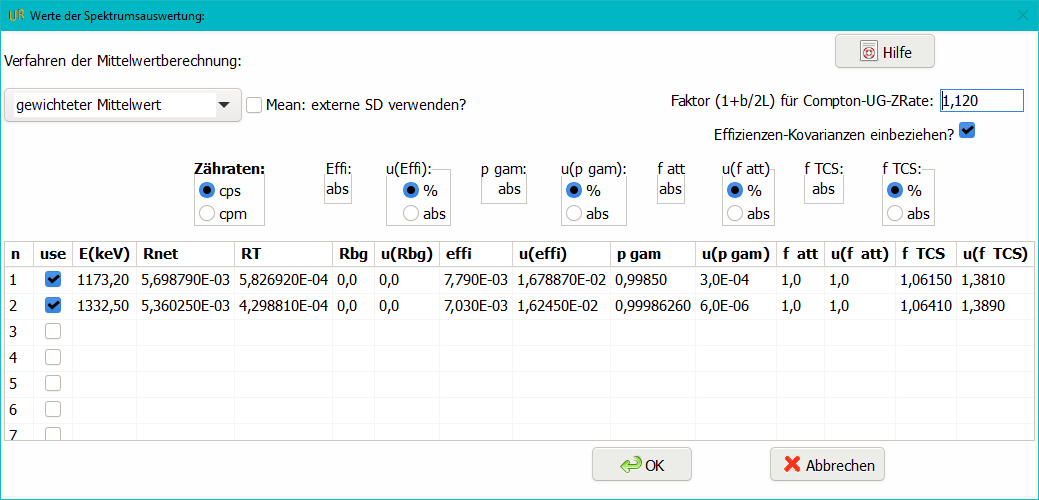 UR Werte der Spektrumsauswertung:
Hilfe
Verfahren der Mittelwertberechnung:
gewichteter Mittelwert Mean: externe SD verwenden? Faktor (1+b/2L) für Compton-UG-ZRate: 1,120
Effizienzen-Kovarianzen einbeziehen?
Zähraten: Effi: u(Effi): p gam: u(p gam): f att u(f att) f TCS: f TCS:
cps abs % abs % abs % abs %
cpm abs abs abs abs
n use E(keV) Rnet RT Rbg u(Rbg) effi u(effi) p gam u(p gam) f att u(f att) f TCS u(f TCS)
1 1173,20 5,698790E-03 5,826920E-04 0,0 0,0 7,790E-03 1,678870E-02 0,99850 3,0E-04 1,0 1,0 1,06150 1,3810
2 1332,50 5,360250E-03 4,298810E-04 0,0 0,0 7,030E-03 1,62450E-02 0,99986260 6,0E-06 1,0 1,0 1,06410 1,3890
3
4
5
6
7
OK Abbrechen